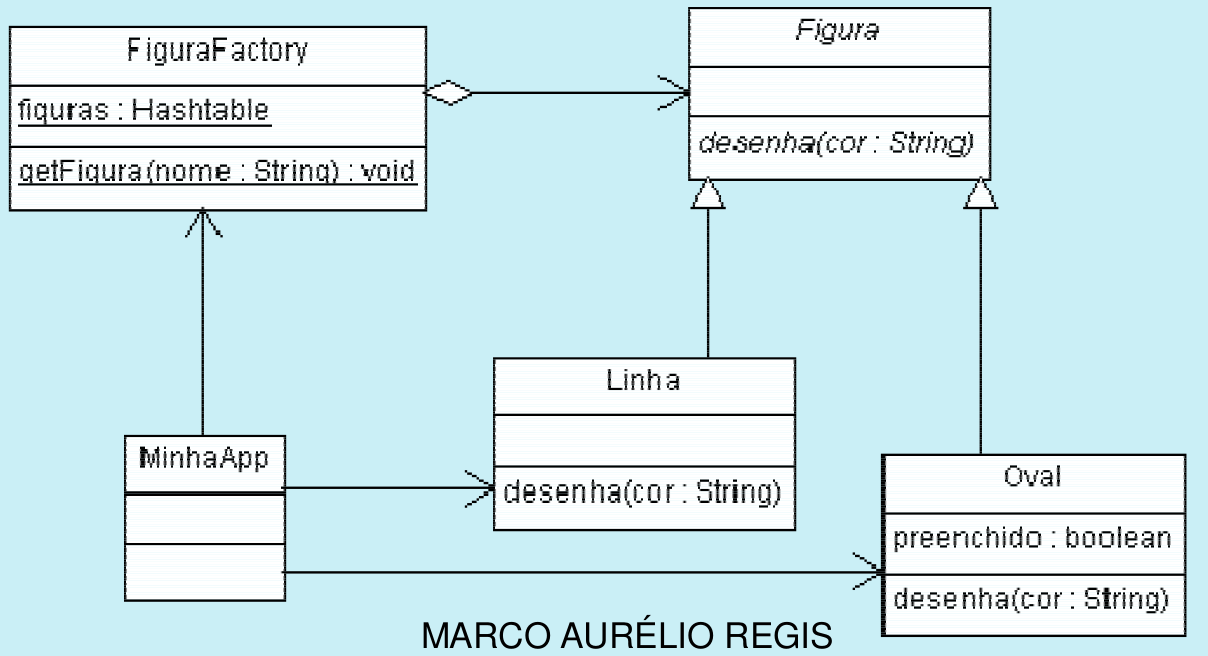 FiguraFactory
figuras : Hashtable
getFigura(nome : String) : void
Figura
desenha(cor : String)
Linha
desenha(cor : String)
MinhaApp
Oval
preenchido : boolean
desenha(cor : String)
MARCO AURÉLIO REGIS